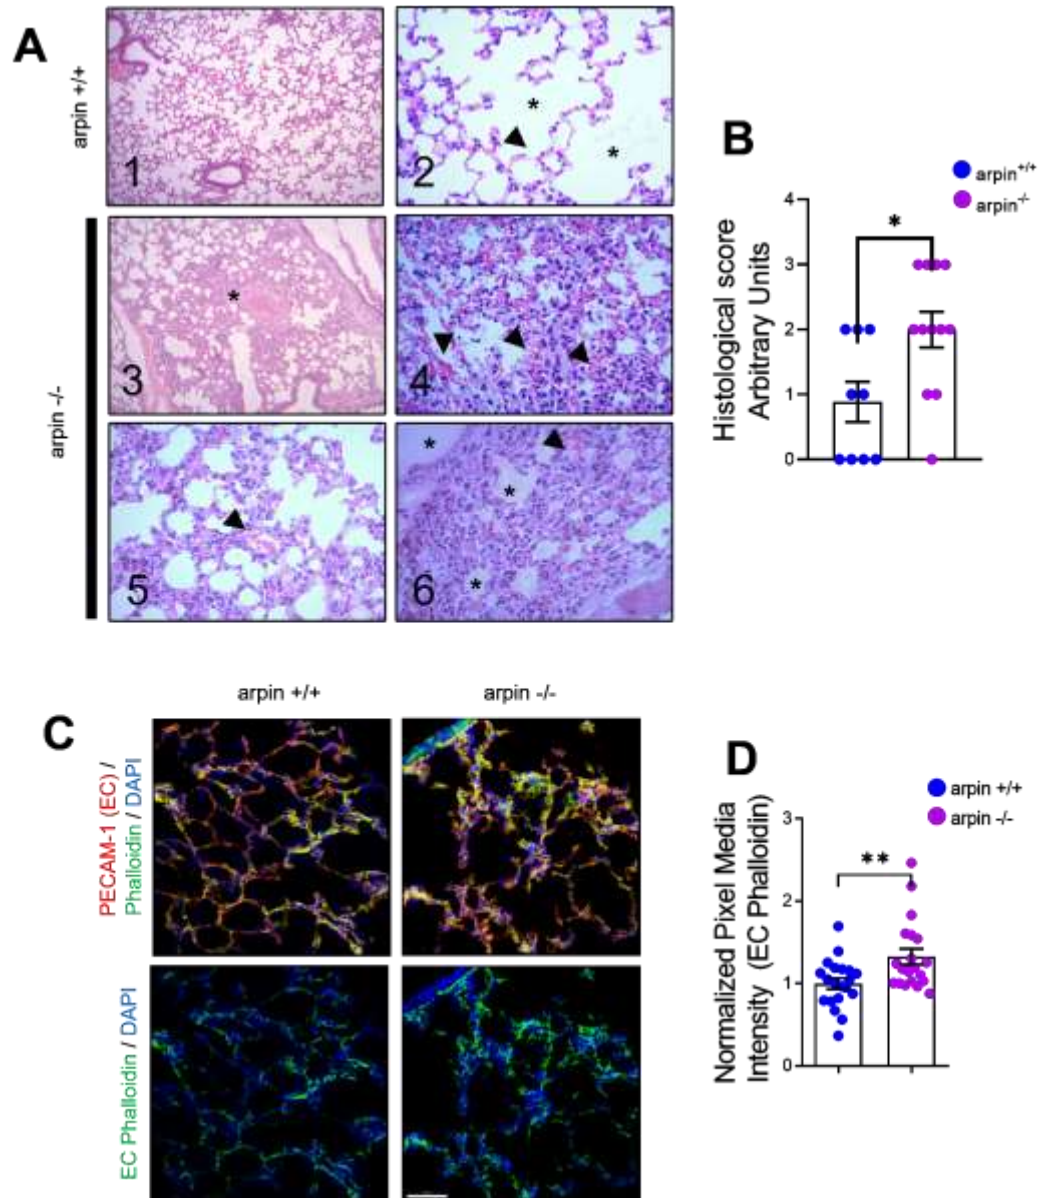 A
arpin +/+
1
*
*
2
arpin -/-
*
3
4
5
*
*
*
6
B
arpin+/+
arpin-/-
Histological score
Arbitrary Units
4
3
2
1
0
*
C
arpin +/+
arpin -/-
PECAM-1 (EC) /
Phalloidin / DAPI
EC Phalloidin / DAPI
D
arpin +/+
arpin -/-
Normalized Pixel Media
Intensity (EC Phalloidin)
3
2
1
0
**